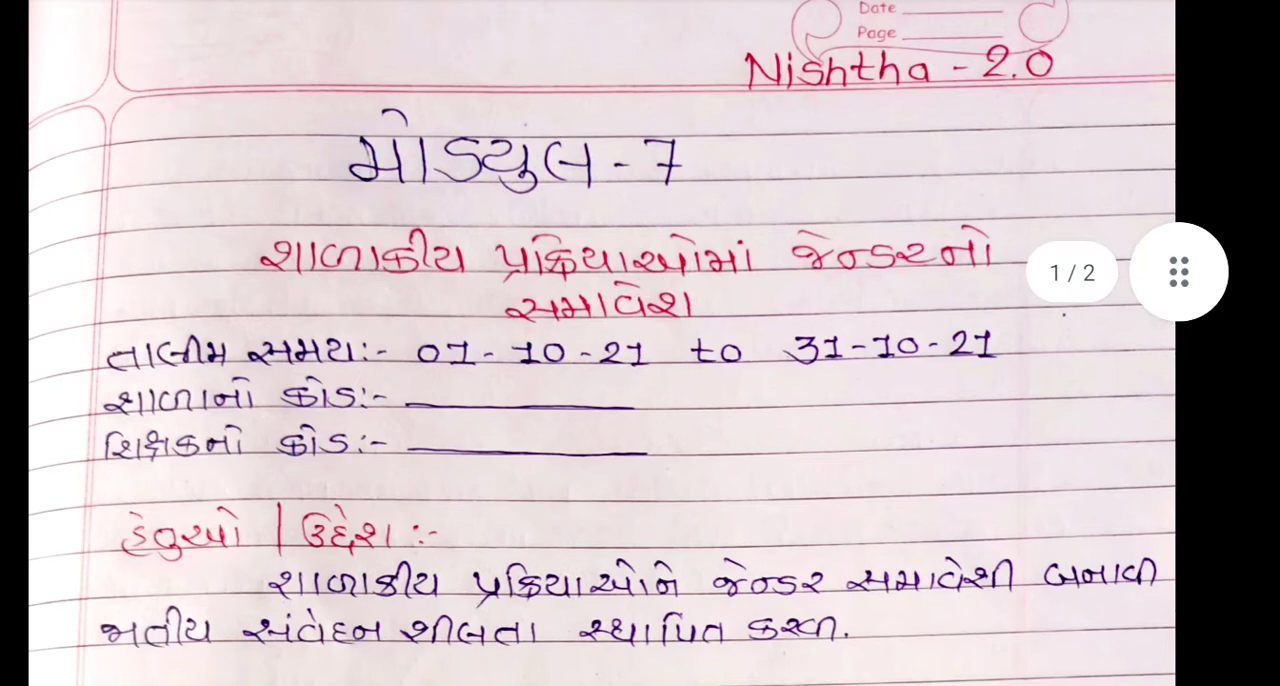 Date
Page
Nishtha - 2.0
મોડ્યુલ - 7
શાળાકીય પ્રક્રિયાઓમાં જેન્ડરનો
સમાવેશ
1 / 2
તાલીમ સમય:- 01-10-21 to 31-10-21
શાળાનો કોડ:-
શિક્ષકનો કોડ:-
હેતુઓ / ઉદ્દેશ:-
શાળાકીય પ્રક્રિયાઓને જેન્ડર સમાવેશી બનાવી
જાતીય સંવેદનશીલતા સ્થાપિત કરવી.